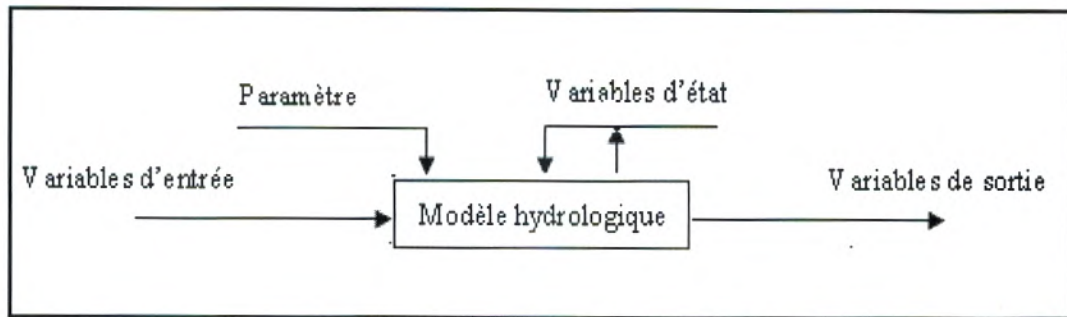 Paramètre
Variables d'état
Variables d'entrée
Variables de sortie
Modèle hydrologique